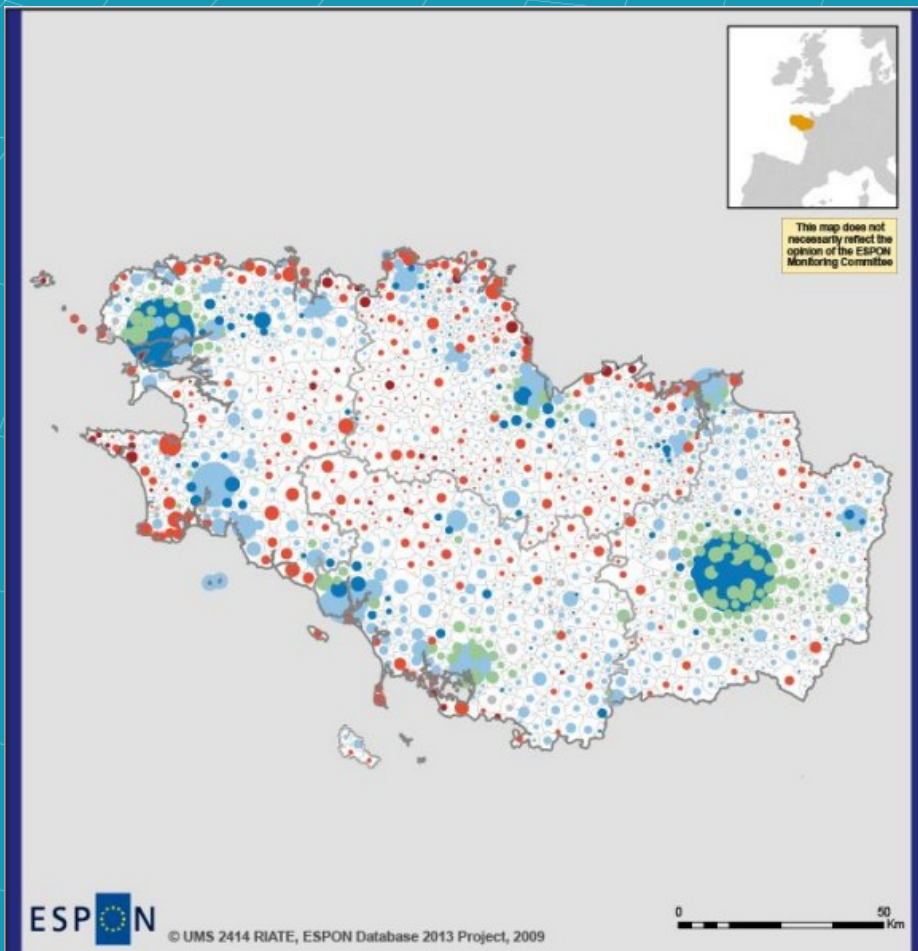 This map does not
necessarily reflect the
opinion of the ESPON
Monitoring Committee
ESPON
© UMS 2414 RIATE, ESPON Database 2013 Project, 2009
0 50
Km